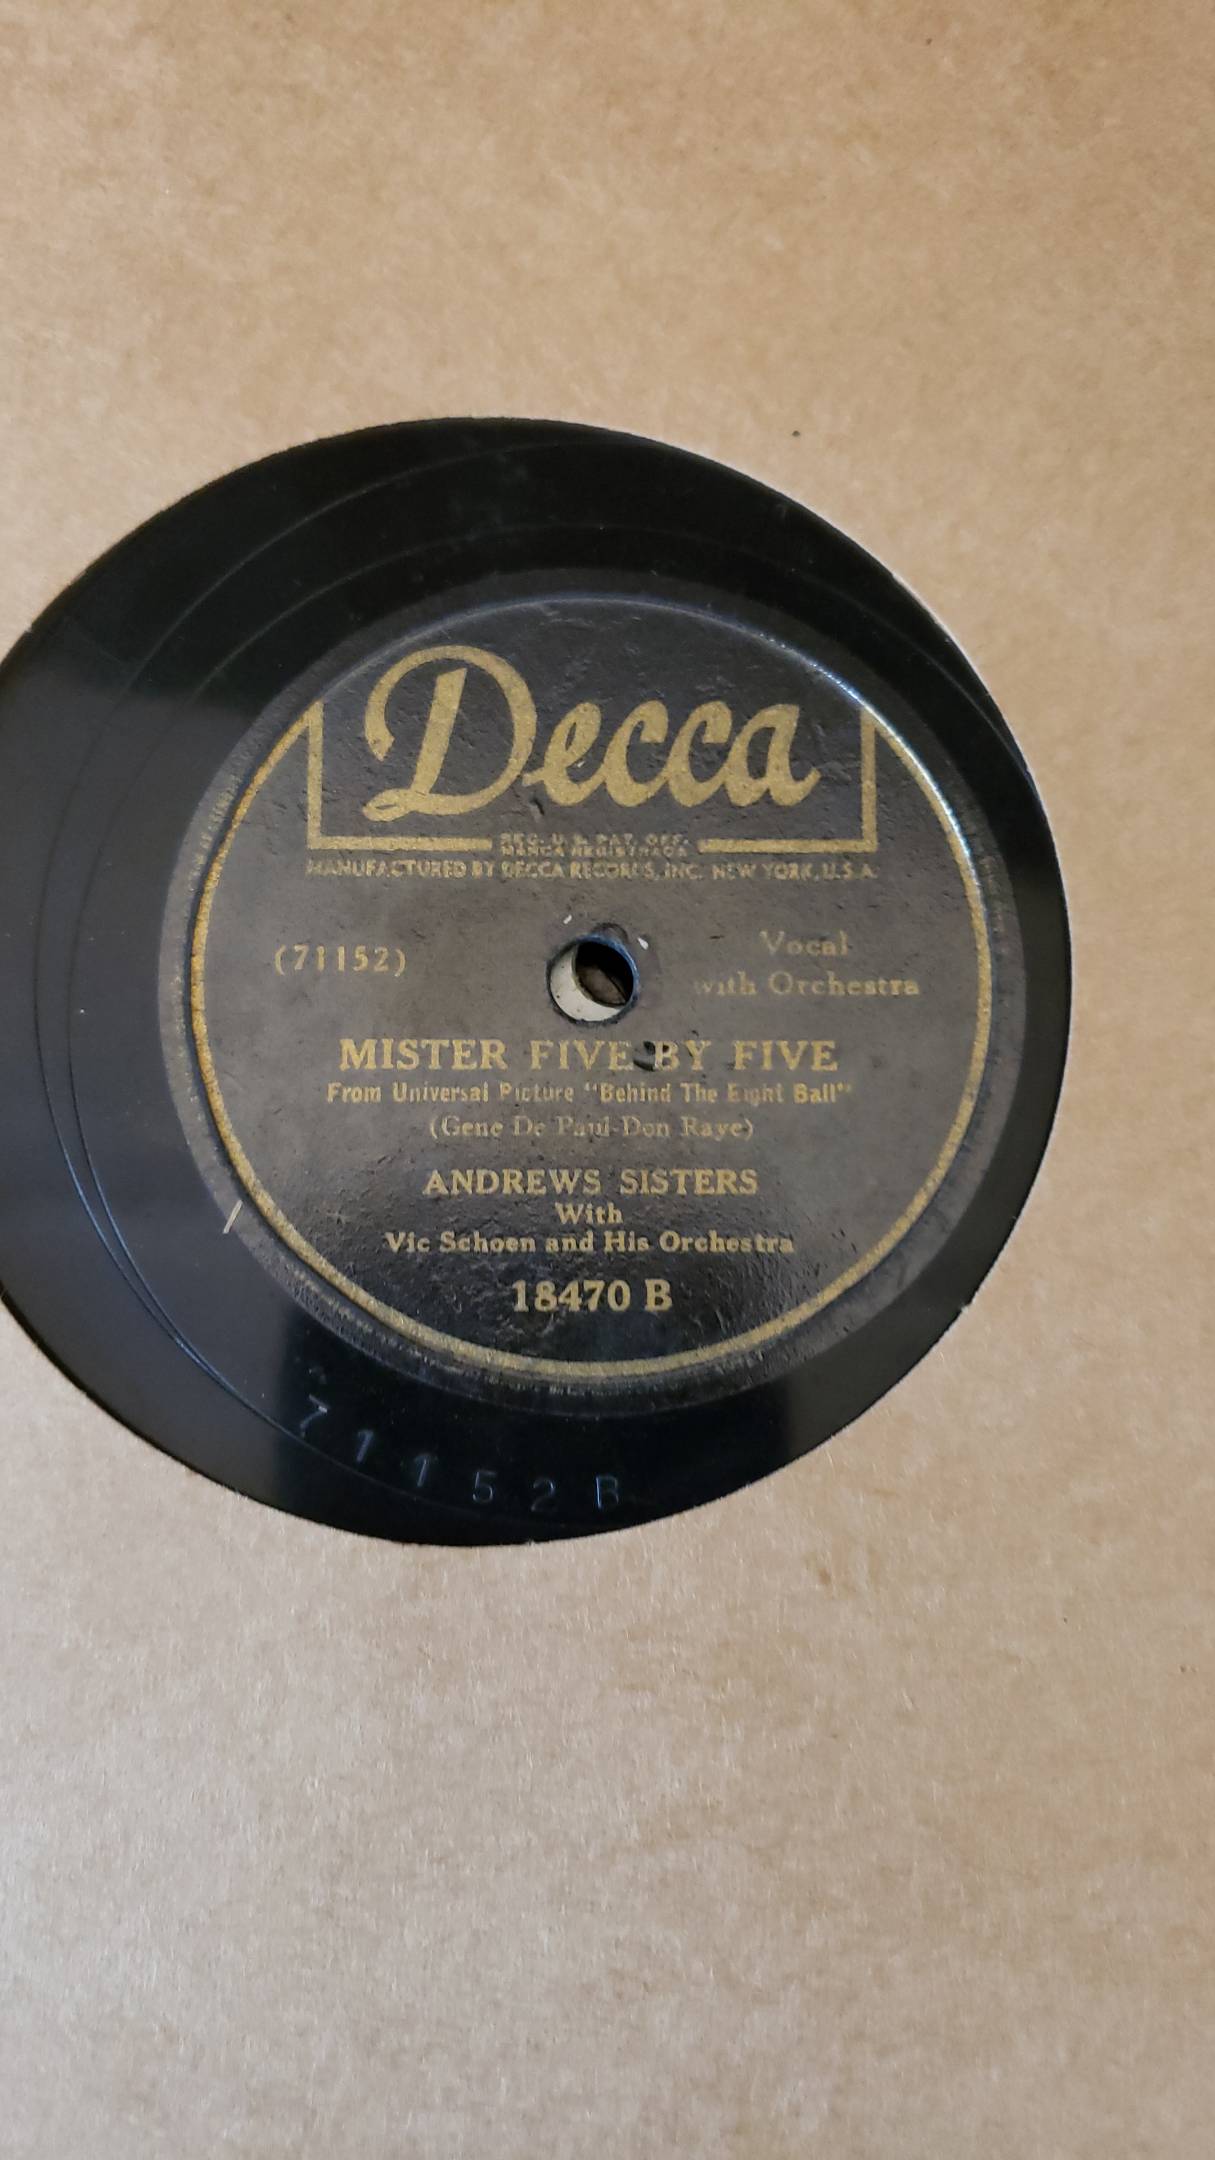 Decca
REG. U.S. PAT. OFF.
MARCA REGISTRADA
MANUFACTURED BY DECCA RECORDS, INC. NEW YORK, U.S.A.
(71152)
Vocal
with Orchestra
MISTER FIVE BY FIVE
From Universal Picture "Behind The Eight Ball"
(Gene De Paul-Don Raye)
ANDREWS SISTERS
With
Vic Schoen and His Orchestra
18470 B
71152B